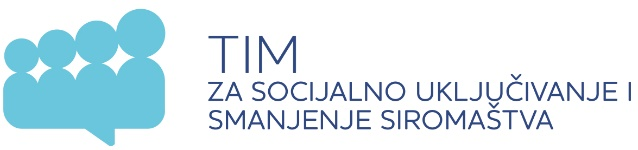 TIM
ZA SOCIJALNO UKLJUČIVANJE I
SMANJENJE SIROMAŠTVA